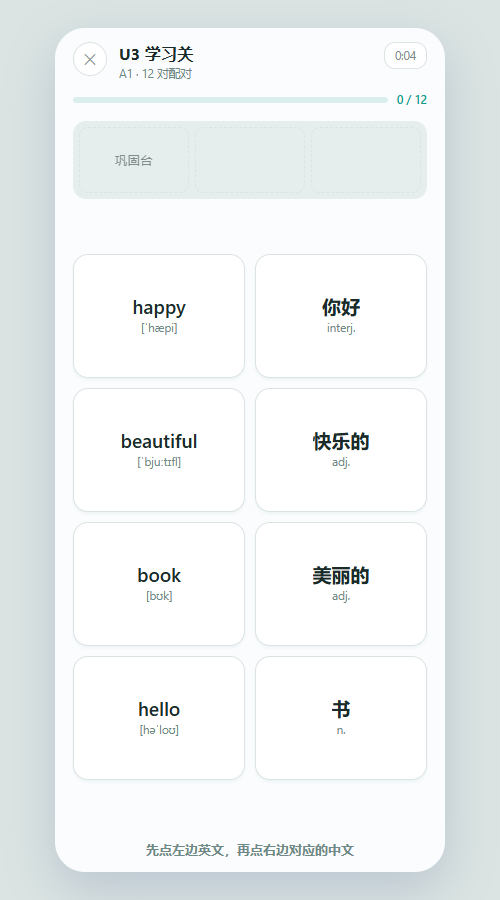 U3 学习关
A1 · 12 对配对
0:04
0 / 12
巩固台
happy
[ˈhæpi]
你好
interj.
beautiful
[ˈbjuːtɪfl]
快乐的
adj.
book
[bʊk]
美丽的
adj.
hello
[həˈloʊ]
书
n.
先点左边英文，再点右边对应的中文